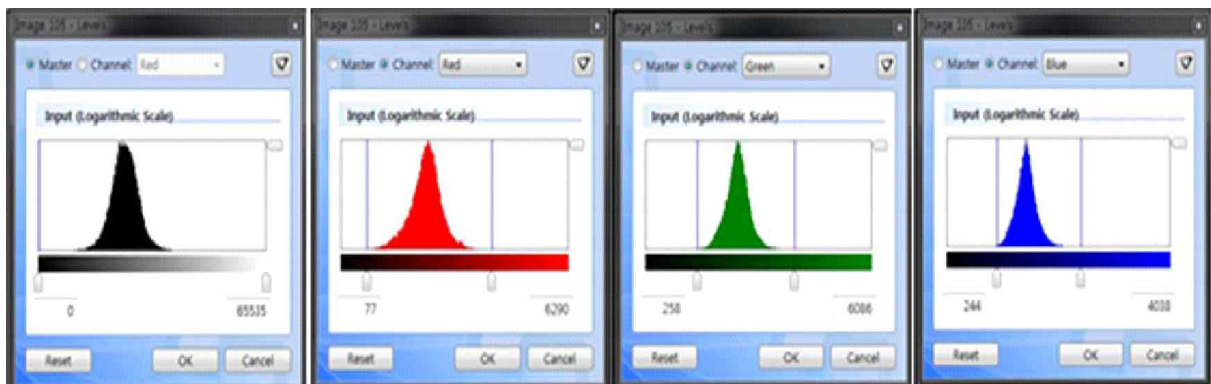 Image 105 - Levels
Master Channel: Red
Input (Logarithmic Scale)
0 65535
Reset OK Cancel
Image 105 - Levels
Master Channel: Red
Input (Logarithmic Scale)
77 6290
Reset OK Cancel
Image 105 - Levels
Master Channel: Green
Input (Logarithmic Scale)
258 6086
Reset OK Cancel
Image 105 - Levels
Master Channel: Blue
Input (Logarithmic Scale)
244 4038
Reset OK Cancel